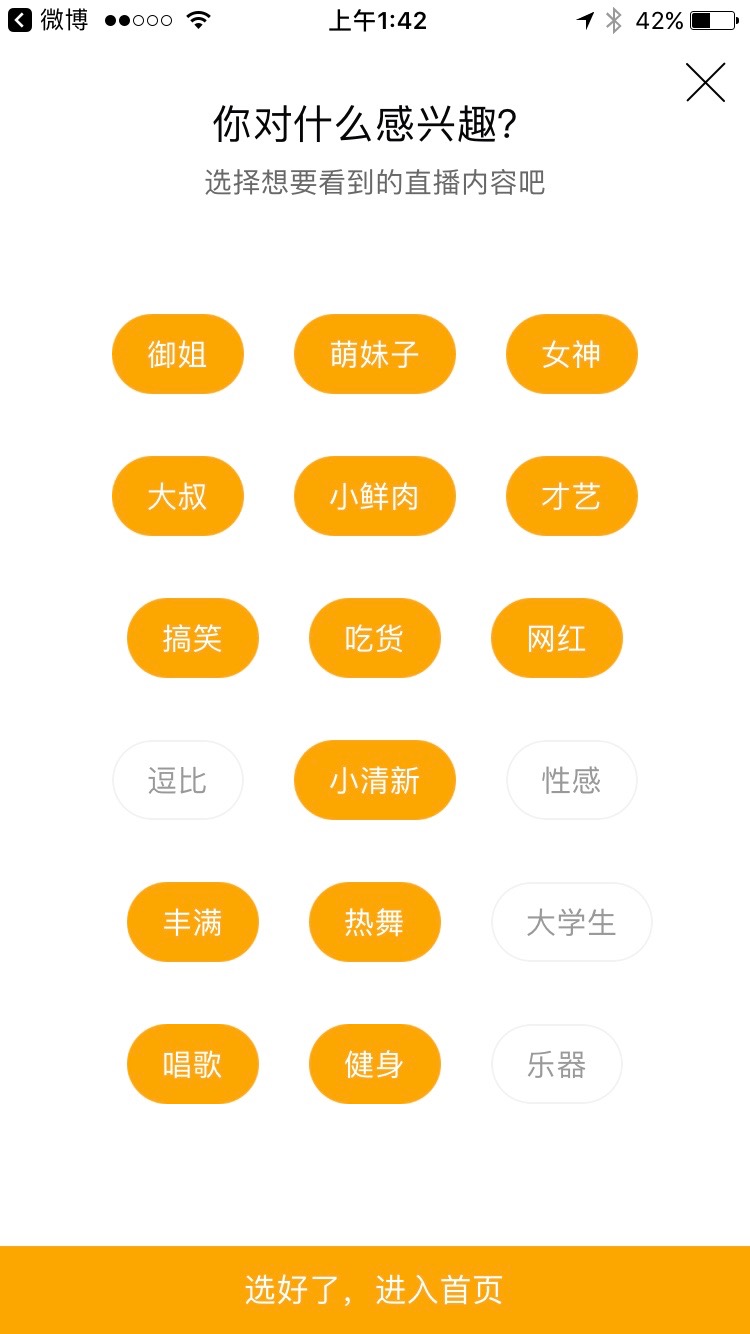 微博 上午1:42 42%
你对什么感兴趣?
选择想要看到的直播内容吧
御姐 萌妹子 女神
大叔 小鲜肉 才艺
搞笑 吃货 网红
逗比 小清新 性感
丰满 热舞 大学生
唱歌 健身 乐器
选好了，进入首页